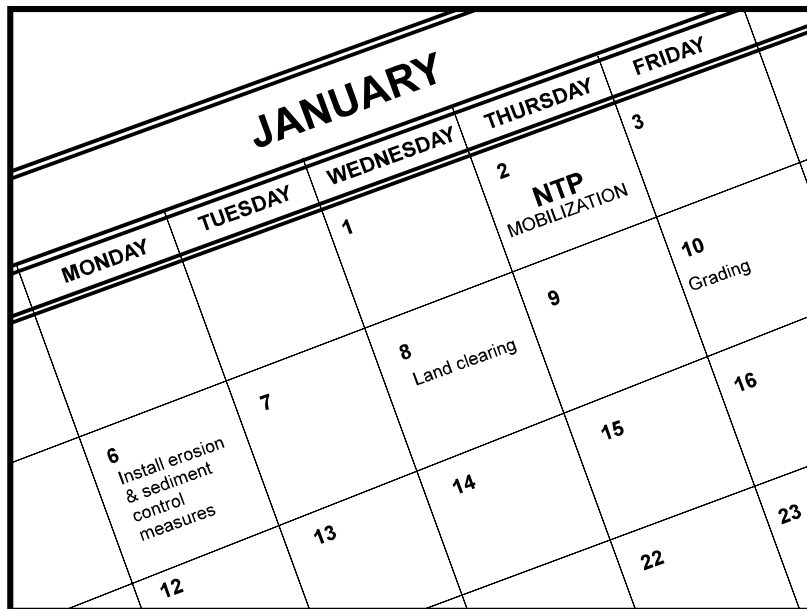 JANUARY
MONDAY
TUESDAY
WEDNESDAY
THURSDAY
FRIDAY
1
2
NTP
MOBILIZATION
3
6
Install erosion
& sediment
control
measures
7
8
Land clearing
9
10
Grading
12
13
14
15
16
22
23